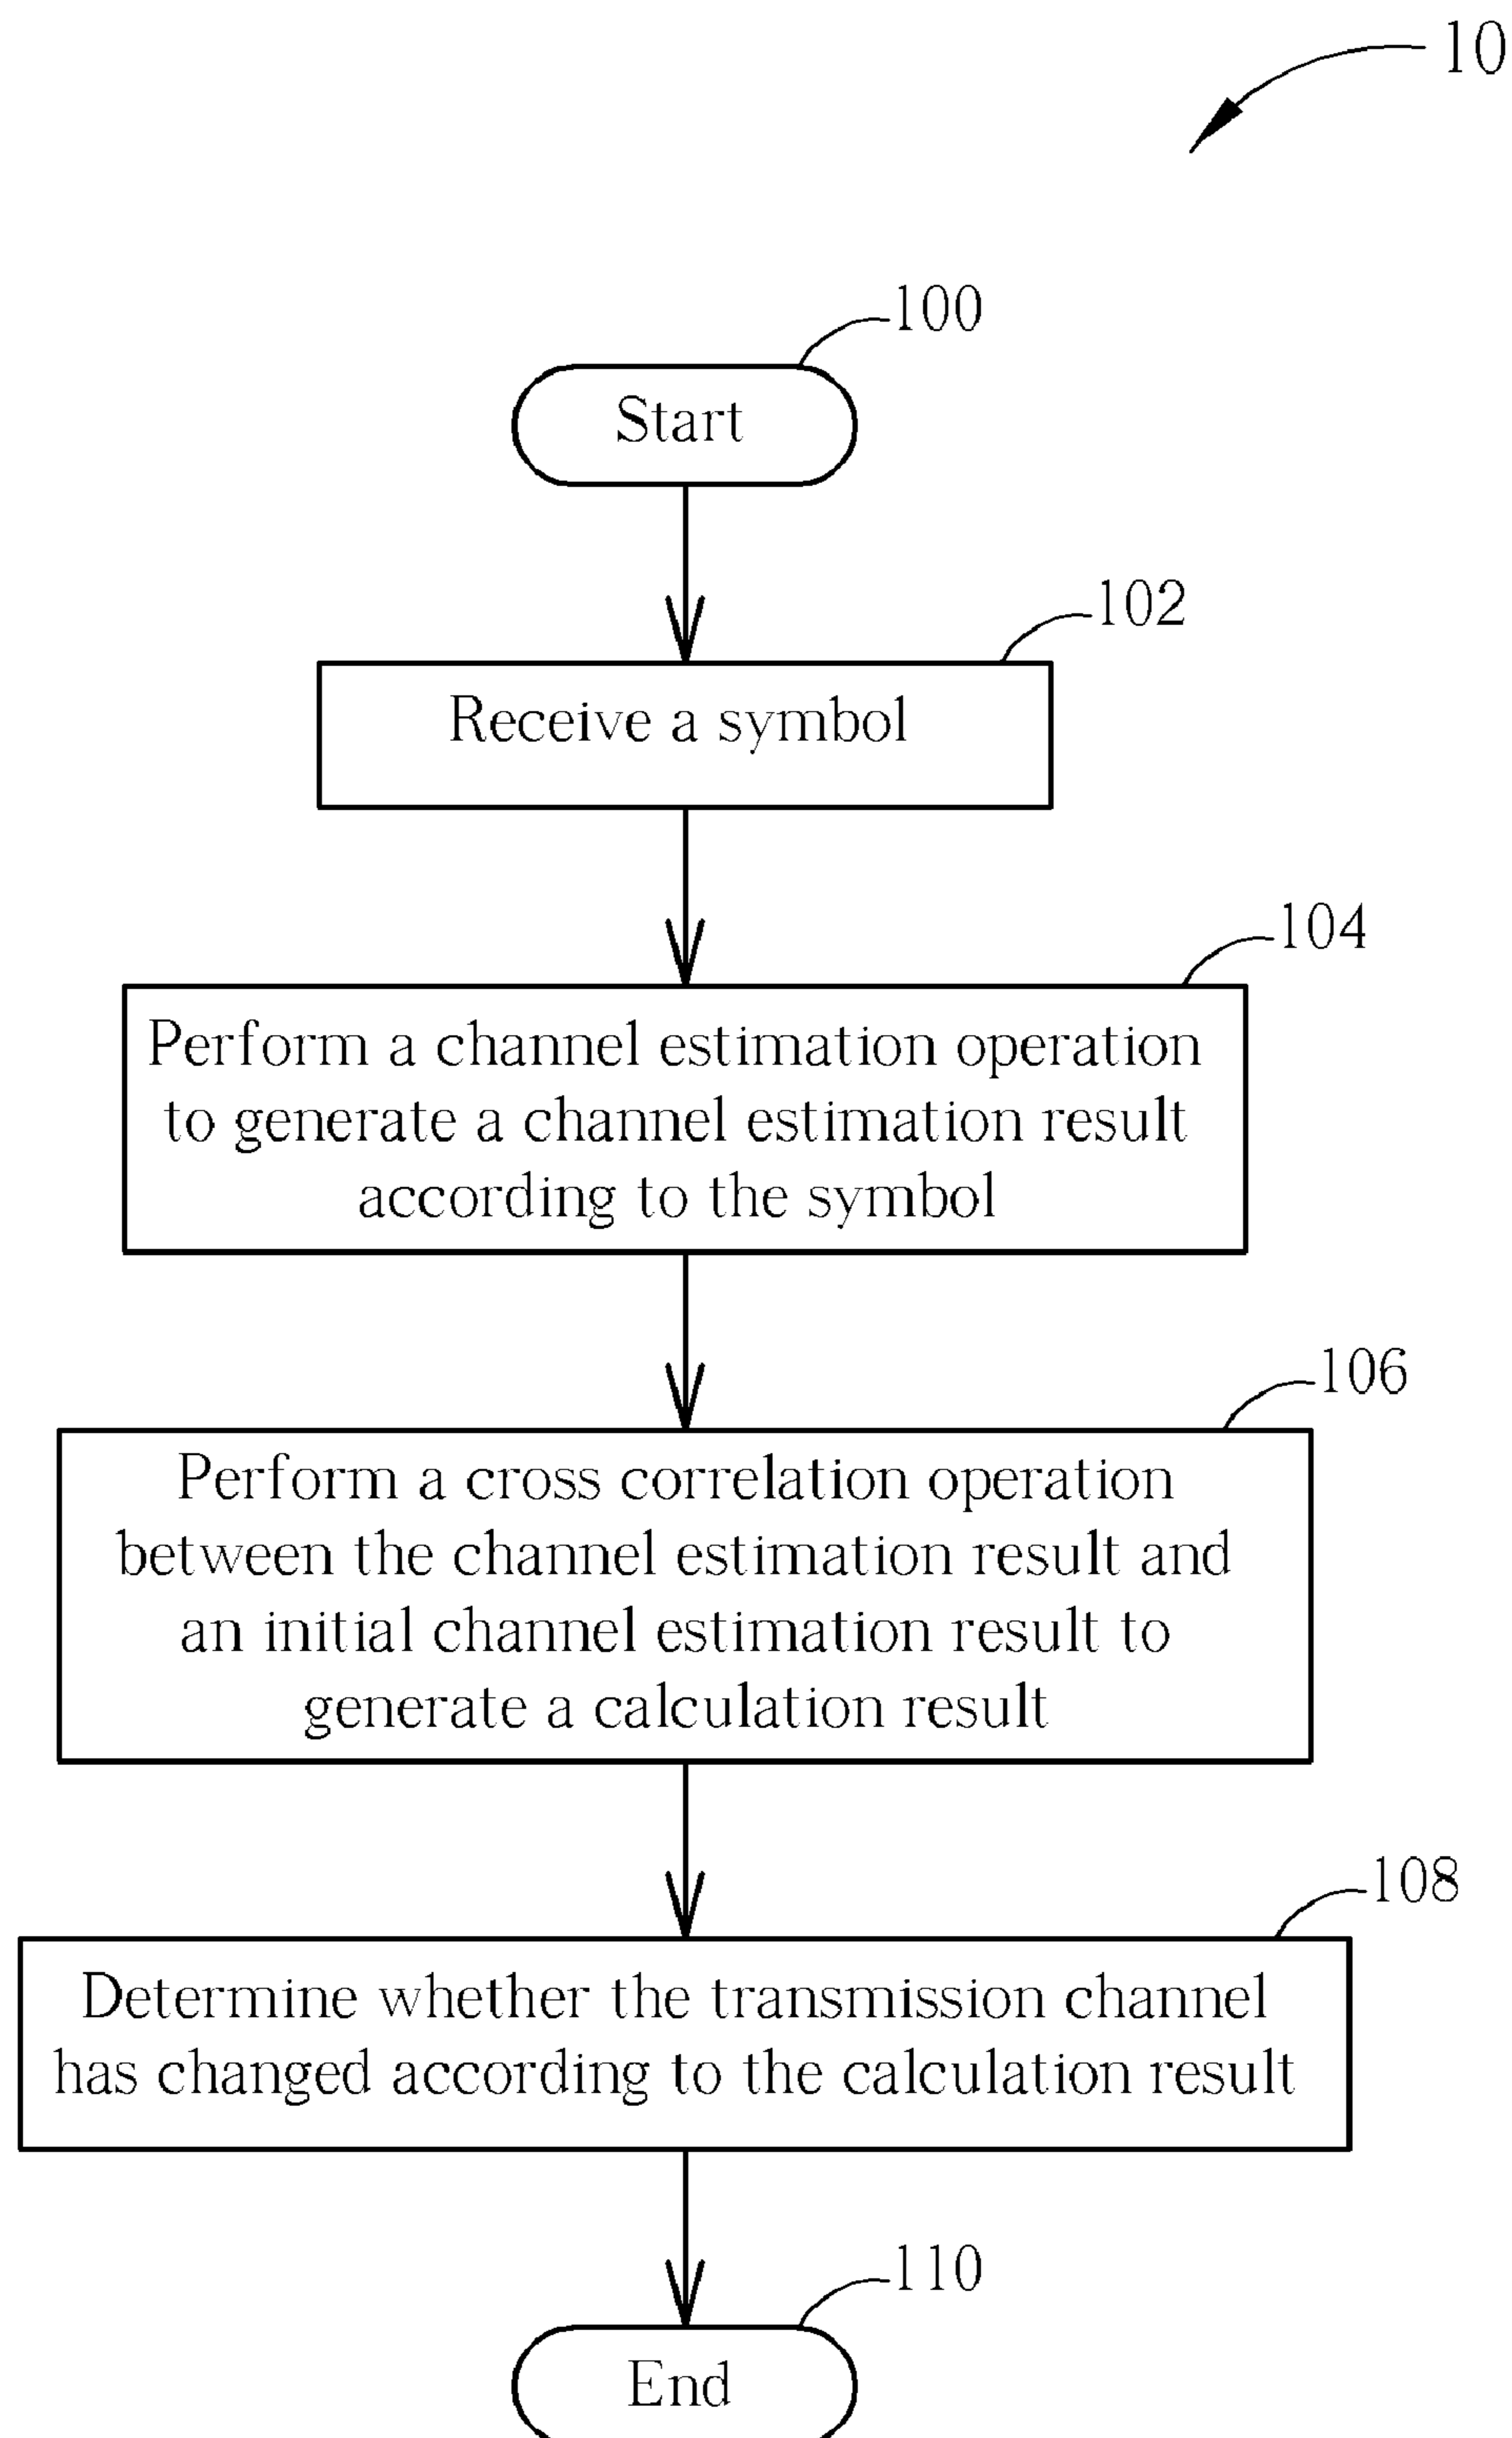 10
100
Start
102
Receive a symbol
104
Perform a channel estimation operation
to generate a channel estimation result
according to the symbol
106
Perform a cross correlation operation
between the channel estimation result and
an initial channel estimation result to
generate a calculation result
108
Determine whether the transmission channel
has changed according to the calculation result
110
End